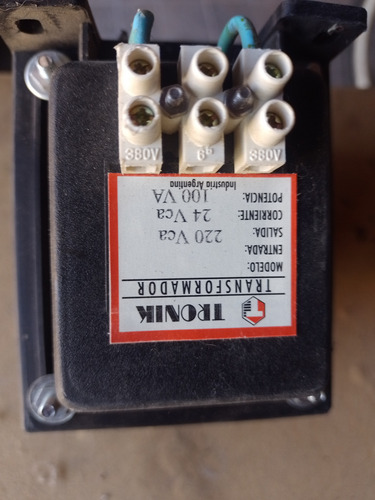 380V 380V
TRONIK
TRANSFORMADOR
MODELO:
ENTRADA:
SALIDA: 220 Vca
CORRIENTE: 24 Vca
POTENCIA: 100 VA
Industria Argentina